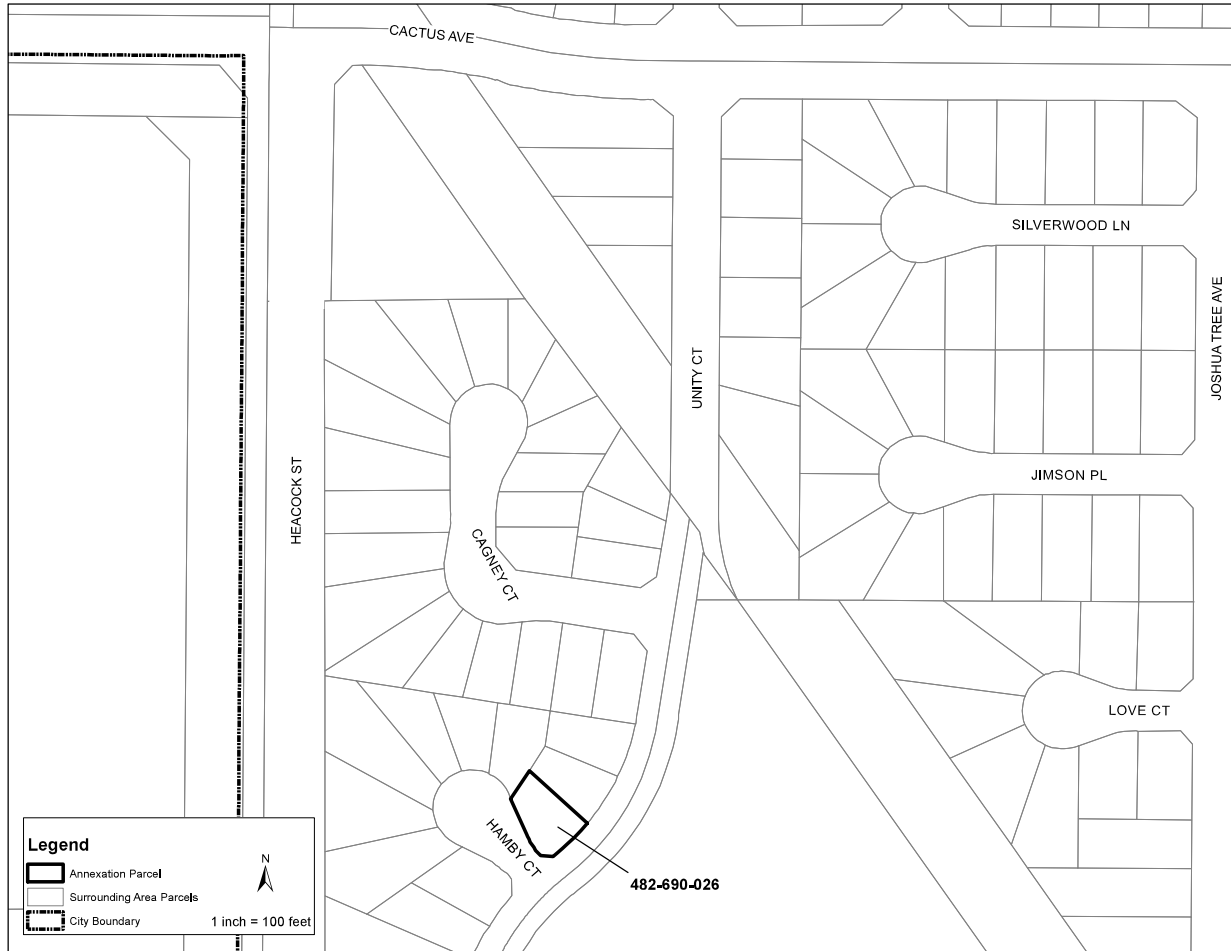 CACTUS AVE
SILVERWOOD LN
JOSHUA TREE AVE
UNITY CT
HEACOCK ST
JIMSON PL
CAGNEY CT
LOVE CT
HAMBY CT
482-690-026
Legend
Annexation Parcel
Surrounding Area Parcels
City Boundary
N
1 inch = 100 feet